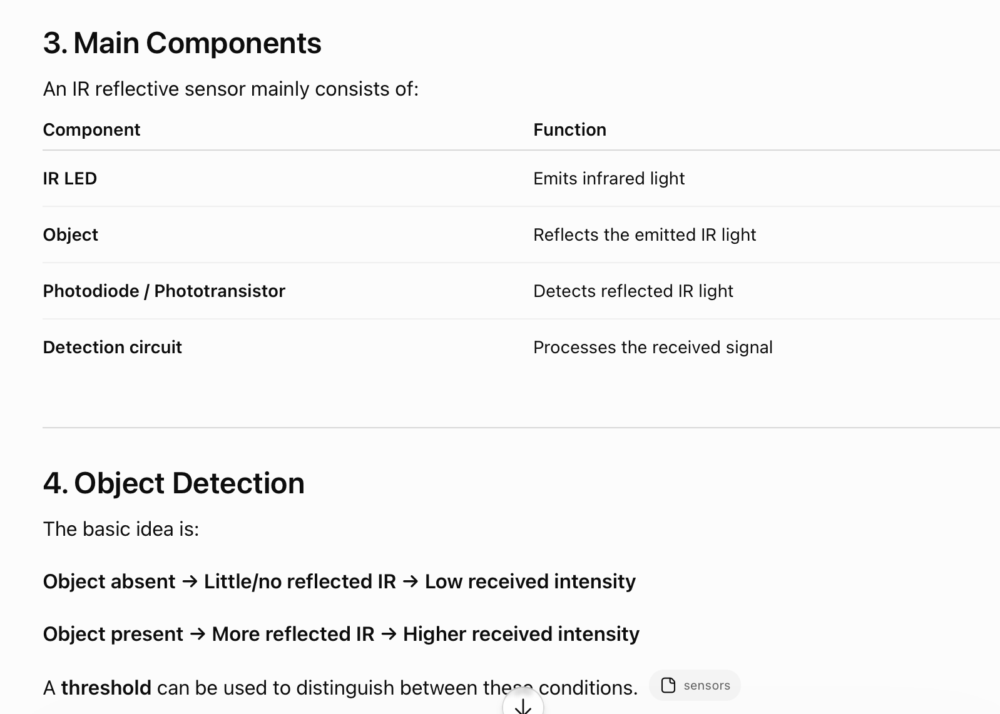 3. Main Components
An IR reflective sensor mainly consists of:
Component Function
IR LED Emits infrared light
Object Reflects the emitted IR light
Photodiode / Phototransistor Detects reflected IR light
Detection circuit Processes the received signal
4. Object Detection
The basic idea is:
Object absent → Little/no reflected IR → Low received intensity
Object present → More reflected IR → Higher received intensity
A threshold can be used to distinguish between these conditions. sensors